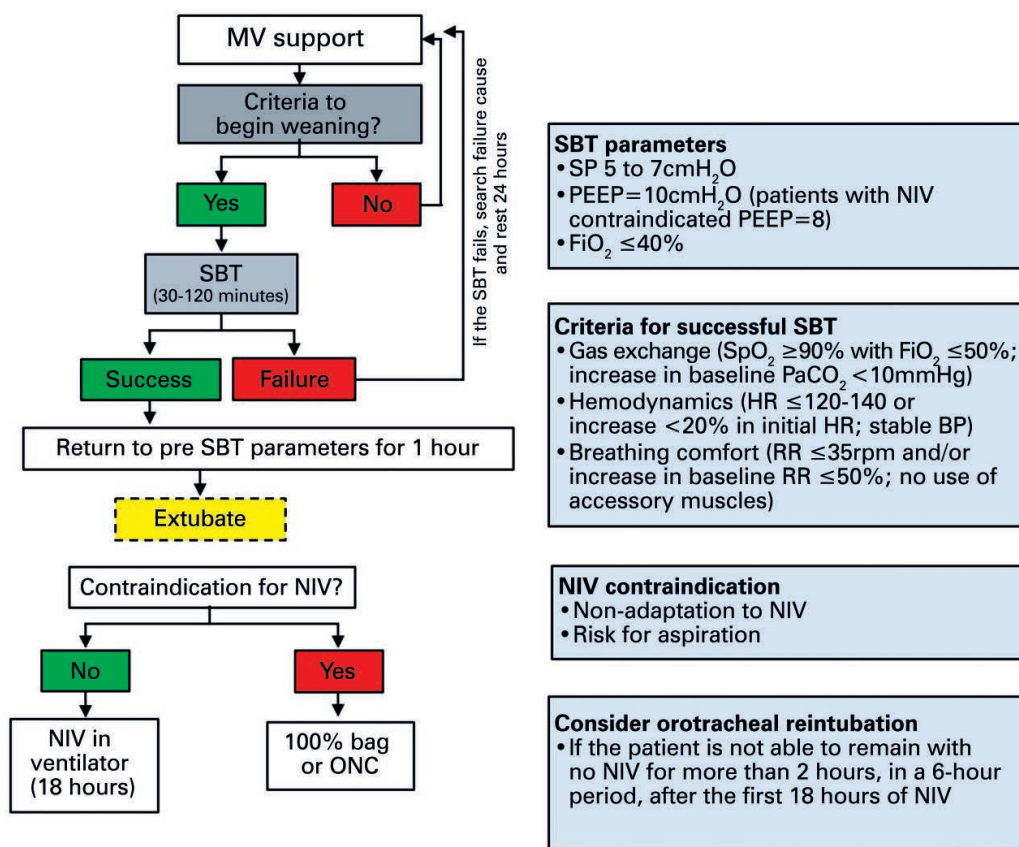 MV support
Criteria to
begin weaning?
Yes
No
If the SBT fails, search failure cause
and rest 24 hours
SBT
(30-120 minutes)
Success
Failure
Return to pre SBT parameters for 1 hour
Extubate
Contraindication for NIV?
No
Yes
NIV in
ventilator
(18 hours)
100% bag
or ONC
SBT parameters
•SP 5 to 7cmH₂O
•PEEP=10cmH₂O (patients with NIV
contraindicated PEEP=8)
•FiO₂ ≤40%
Criteria for successful SBT
•Gas exchange (SpO₂ ≥90% with FiO₂ ≤50%;
increase in baseline PaCO₂ <10mmHg)
•Hemodynamics (HR ≤120-140 or
increase <20% in initial HR; stable BP)
•Breathing comfort (RR ≤35rpm and/or
increase in baseline RR ≤50%; no use of
accessory muscles)
NIV contraindication
•Non-adaptation to NIV
•Risk for aspiration
Consider orotracheal reintubation
•If the patient is not able to remain with
no NIV for more than 2 hours, in a 6-hour
period, after the first 18 hours of NIV